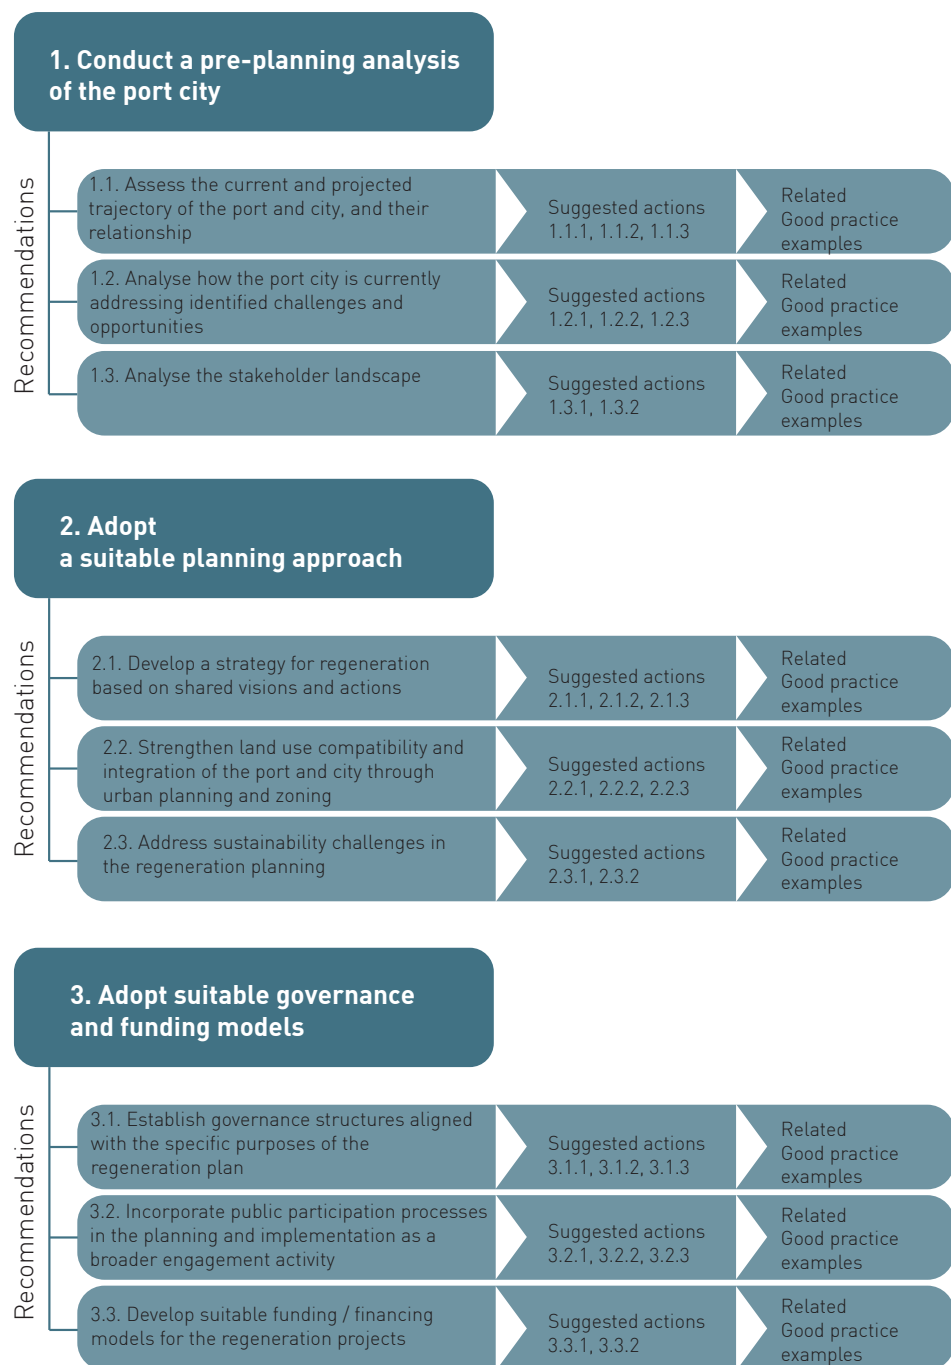 1. Conduct a pre-planning analysis
of the port city
Recommendations
1.1. Assess the current and projected
trajectory of the port and city, and their
relationship
Suggested actions
1.1.1, 1.1.2, 1.1.3
Related
Good practice
examples
1.2. Analyse how the port city is currently
addressing identified challenges and
opportunities
Suggested actions
1.2.1, 1.2.2, 1.2.3
Related
Good practice
examples
1.3. Analyse the stakeholder landscape
Suggested actions
1.3.1, 1.3.2
Related
Good practice
examples
2. Adopt
a suitable planning approach
Recommendations
2.1. Develop a strategy for regeneration
based on shared visions and actions
Suggested actions
2.1.1, 2.1.2, 2.1.3
Related
Good practice
examples
2.2. Strengthen land use compatibility and
integration of the port and city through
urban planning and zoning
Suggested actions
2.2.1, 2.2.2, 2.2.3
Related
Good practice
examples
2.3. Address sustainability challenges in
the regeneration planning
Suggested actions
2.3.1, 2.3.2
Related
Good practice
examples
3. Adopt suitable governance
and funding models
Recommendations
3.1. Establish governance structures aligned
with the specific purposes of the
regeneration plan
Suggested actions
3.1.1, 3.1.2, 3.1.3
Related
Good practice
examples
3.2. Incorporate public participation processes
in the planning and implementation as a
broader engagement activity
Suggested actions
3.2.1, 3.2.2, 3.2.3
Related
Good practice
examples
3.3. Develop suitable funding / financing
models for the regeneration projects
Suggested actions
3.3.1, 3.3.2
Related
Good practice
examples